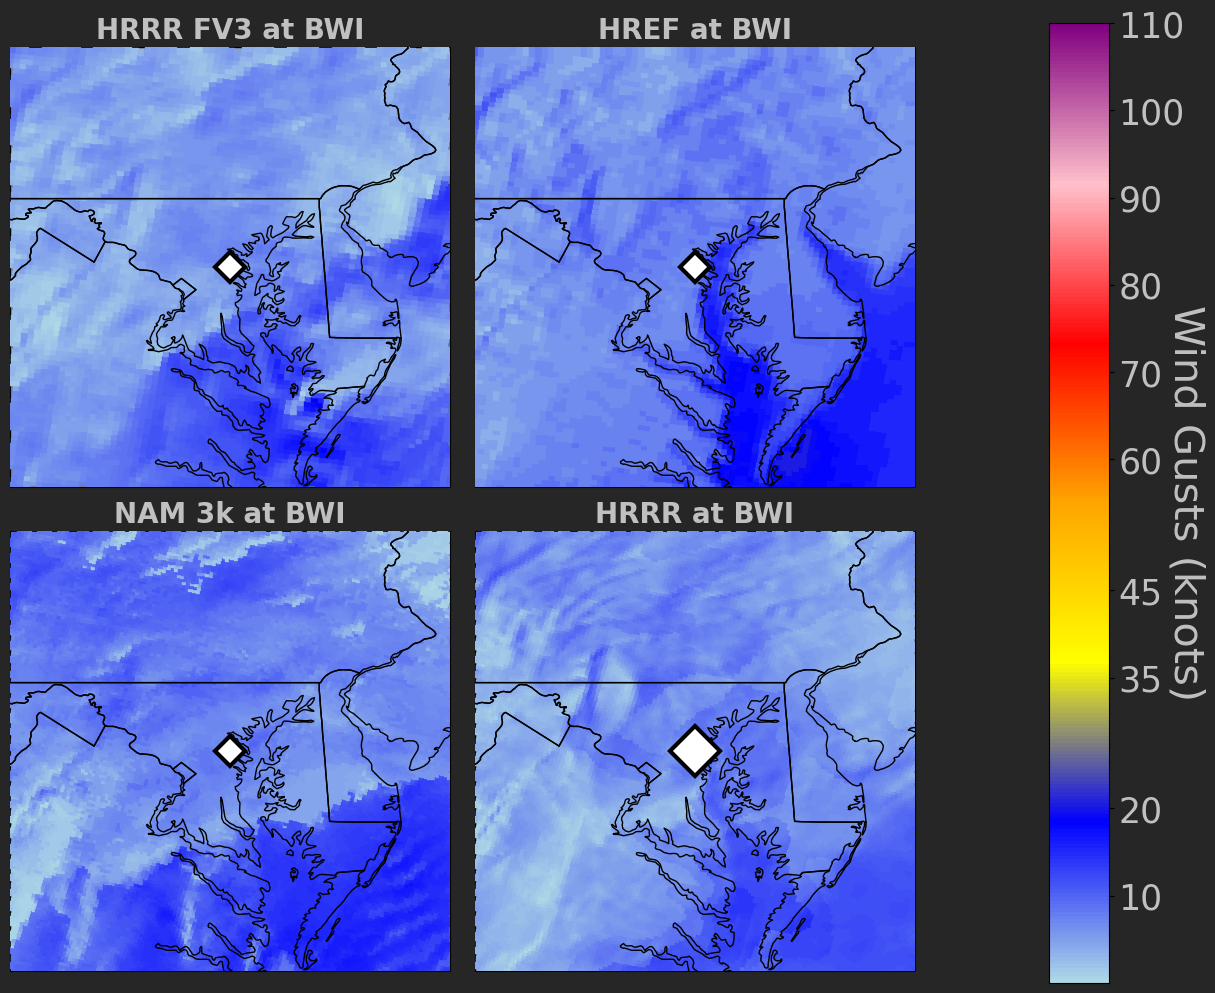 HRRR FV3 at BWI
HREF at BWI
NAM 3k at BWI
HRRR at BWI
110
100
90
80
70
60
45
35
20
10
Wind Gusts (knots)